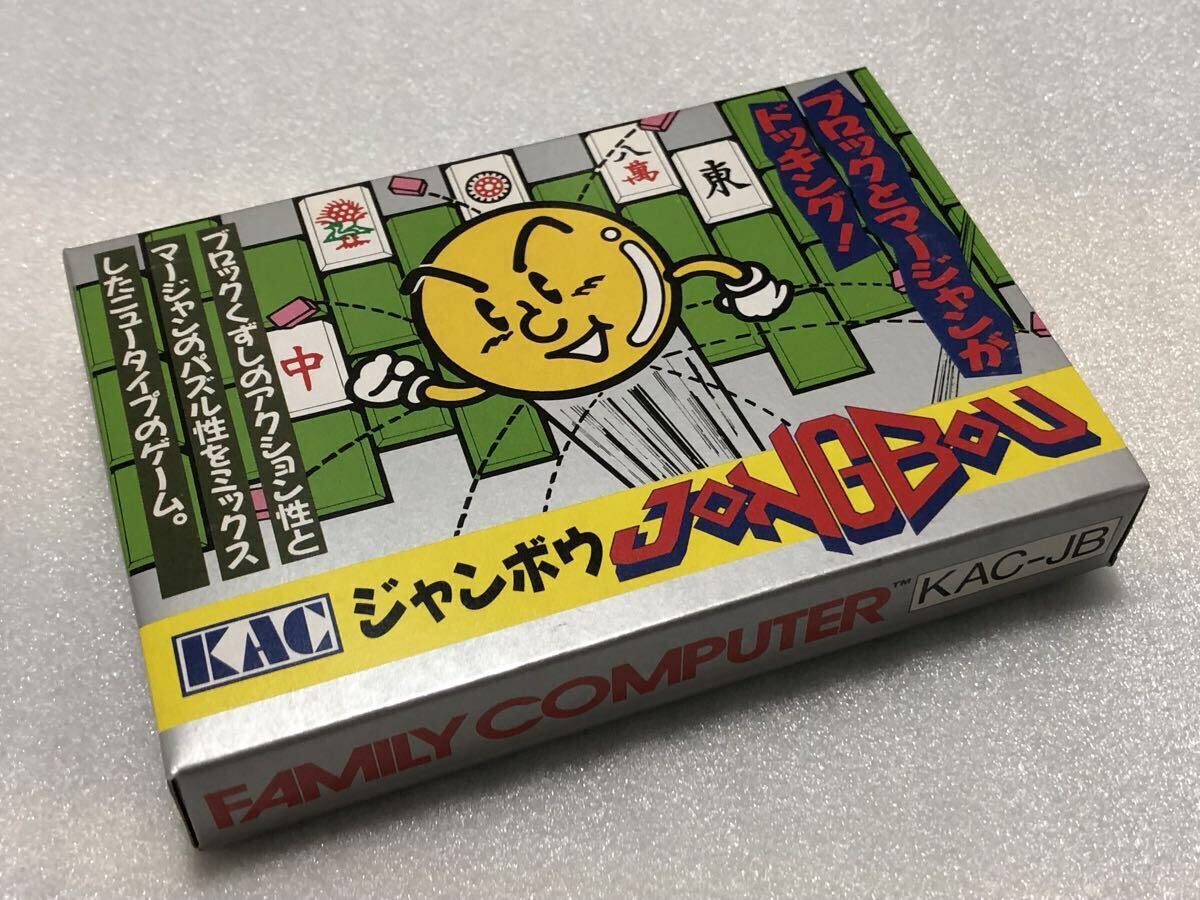 ブロックとマージャンが
ドッキング!
八萬
東
中
ブロックくずしのアクション性と
マージャンのパズル性をミックス
したニュータイプのゲーム。
KAC
ジャンボウ
JONGBOU
FAMILY COMPUTER™
KAC-JB